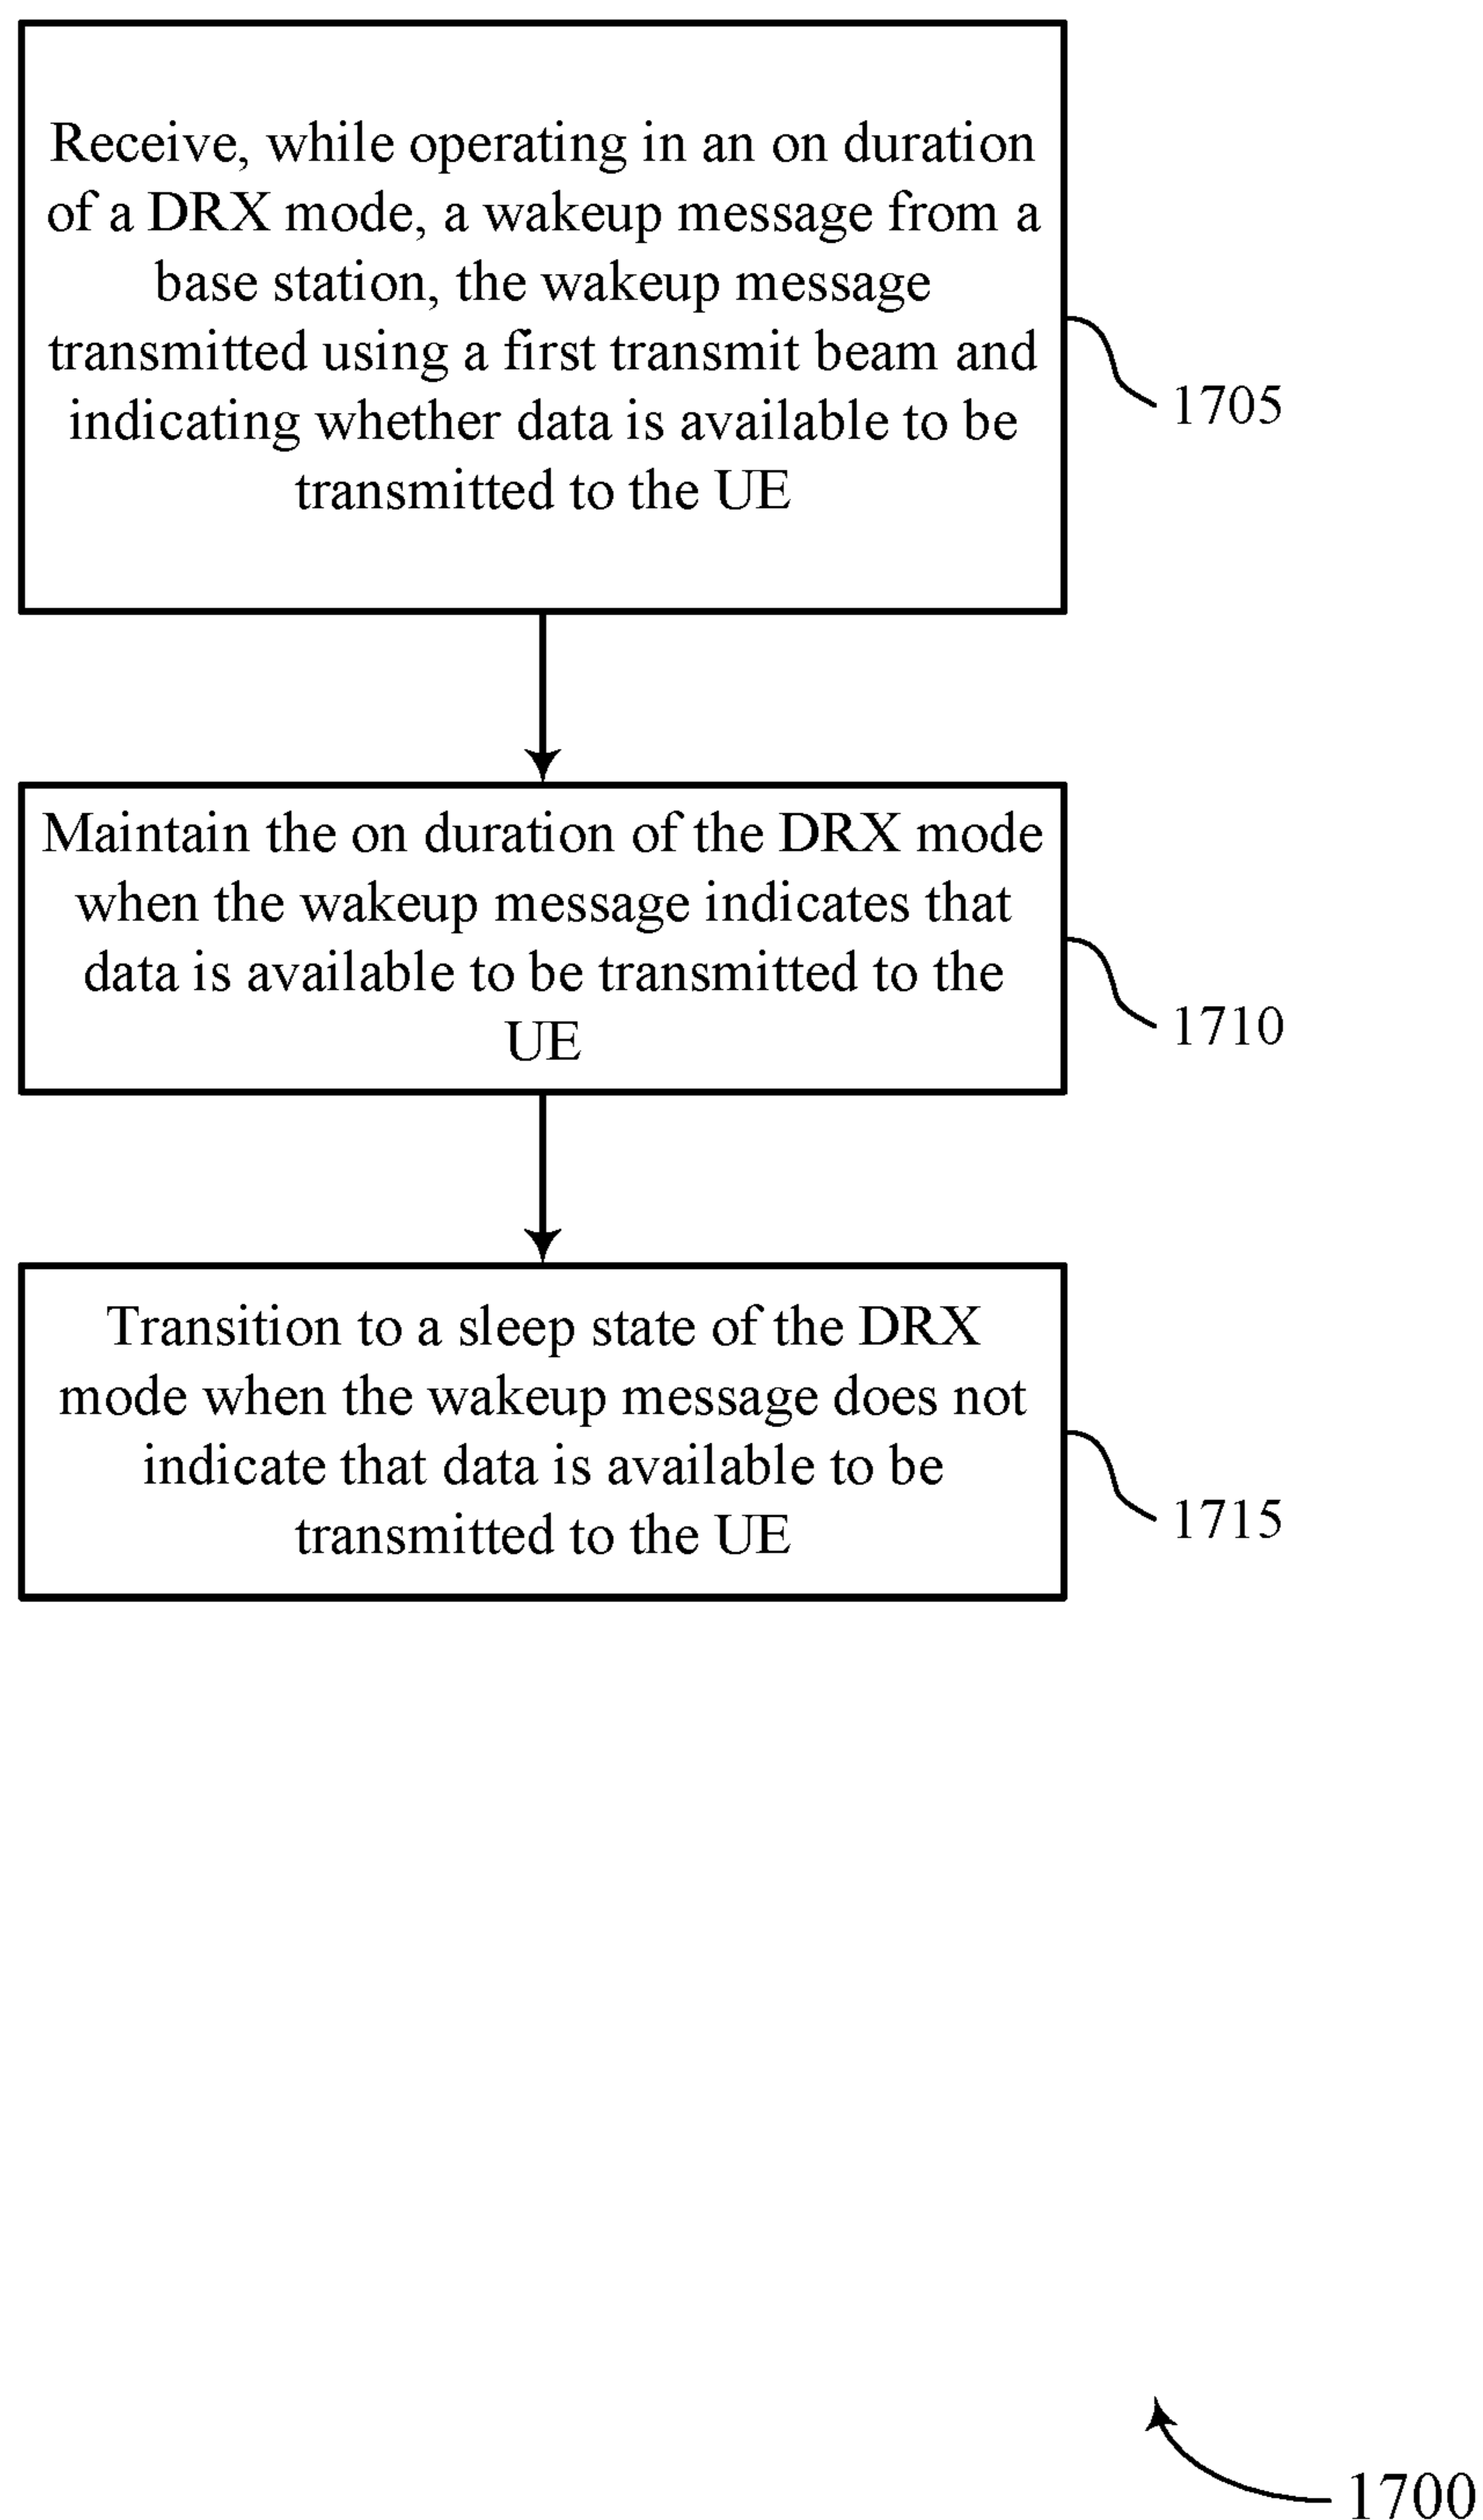 Receive, while operating in an on duration
of a DRX mode, a wakeup message from a
base station, the wakeup message
transmitted using a first transmit beam and
indicating whether data is available to be
transmitted to the UE
1705
Maintain the on duration of the DRX mode
when the wakeup message indicates that
data is available to be transmitted to the
UE
1710
Transition to a sleep state of the DRX
mode when the wakeup message does not
indicate that data is available to be
transmitted to the UE
1715
1700